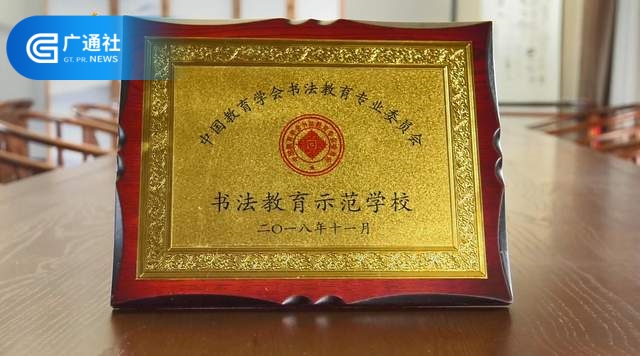 广通社
GT. PR. NEWS
中国教育学会书法教育专业委员会
书法教育示范学校
二〇一八年十一月